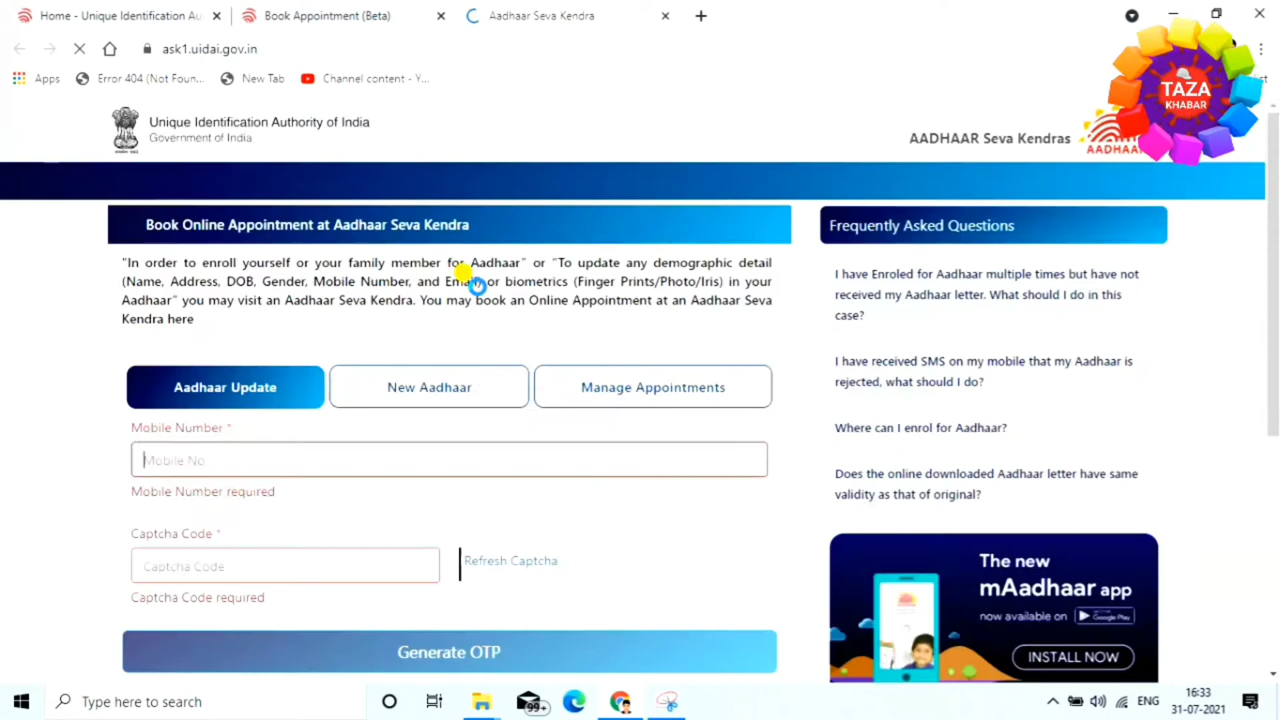 Home - Unique Identification Au
Book Appointment (Beta)
Aadhaar Seva Kendra
ask1.uidai.gov.in
Apps
Error 404 (Not Foun...
New Tab
Channel content - Y...
TAZA
KHABAR
Unique Identification Authority of India
Government of India
AADHAAR Seva Kendras
AADHAAR
Book Online Appointment at Aadhaar Seva Kendra
"In order to enroll yourself or your family member for Aadhaar" or "To update any demographic detail
(Name, Address, DOB, Gender, Mobile Number, and Email) or biometrics (Finger Prints/Photo/Iris) in your
Aadhaar" you may visit an Aadhaar Seva Kendra. You may book an Online Appointment at an Aadhaar Seva
Kendra here
Aadhaar Update
New Aadhaar
Manage Appointments
Mobile Number *
Mobile No
Mobile Number required
Captcha Code *
Captcha Code
Refresh Captcha
Captcha Code required
Generate OTP
Frequently Asked Questions
I have Enroled for Aadhaar multiple times but have not
received my Aadhaar letter. What should I do in this
case?
I have received SMS on my mobile that my Aadhaar is
rejected, what should I do?
Where can I enrol for Aadhaar?
Does the online downloaded Aadhaar letter have same
validity as that of original?
The new
mAadhaar app
now available on
Google Play
INSTALL NOW
Type here to search
99+
ENG
16:33
31-07-2021